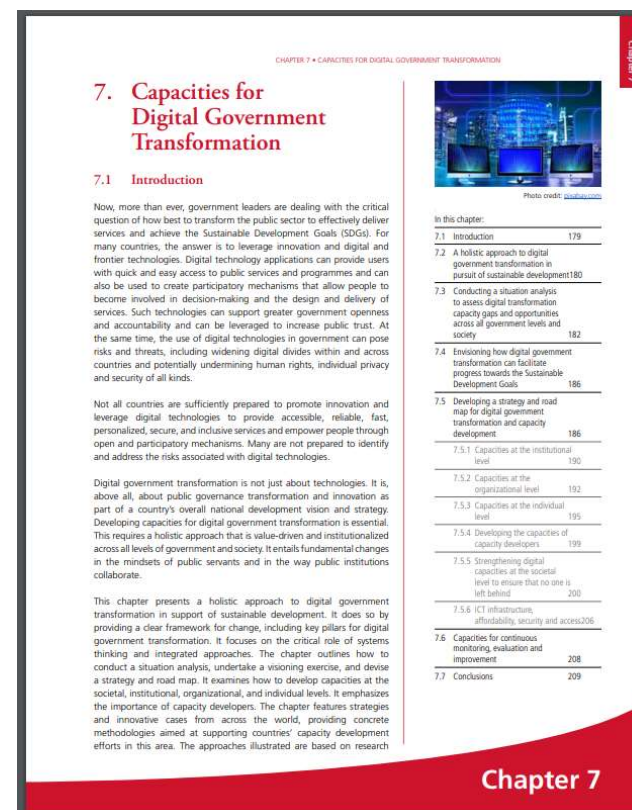 Chapter 7
CHAPTER 7 • CAPACITIES FOR DIGITAL GOVERNMENT TRANSFORMATION
7. Capacities for
Digital Government
Transformation
7.1 Introduction
Now, more than ever, government leaders are dealing with the critical
question of how best to transform the public sector to effectively deliver
services and achieve the Sustainable Development Goals (SDGs). For
many countries, the answer is to leverage innovation and digital and
frontier technologies. Digital technology applications can provide users
with quick and easy access to public services and programmes and can
also be used to create participatory mechanisms that allow people to
become involved in decision-making and the design and delivery of
services. Such technologies can support greater government openness
and accountability and can be leveraged to increase public trust. At
the same time, the use of digital technologies in government can pose
risks and threats, including widening digital divides within and across
countries and potentially undermining human rights, individual privacy
and security of all kinds.
Not all countries are sufficiently prepared to promote innovation and
leverage digital technologies to provide accessible, reliable, fast,
personalized, secure, and inclusive services and empower people through
open and participatory mechanisms. Many are not prepared to identify
and address the risks associated with digital technologies.
Digital government transformation is not just about technologies. It is,
above all, about public governance transformation and innovation as
part of a country's overall national development vision and strategy.
Developing capacities for digital government transformation is essential.
This requires a holistic approach that is value-driven and institutionalized
across all levels of government and society. It entails fundamental changes
in the mindsets of public servants and in the way public institutions
collaborate.
This chapter presents a holistic approach to digital government
transformation in support of sustainable development. It does so by
providing a clear framework for change, including key pillars for digital
government transformation. It focuses on the critical role of systems
thinking and integrated approaches. The chapter outlines how to
conduct a situation analysis, undertake a visioning exercise, and devise
a strategy and road map. It examines how to develop capacities at the
societal, institutional, organizational, and individual levels. It emphasizes
the importance of capacity developers. The chapter features strategies
and innovative cases from across the world, providing concrete
methodologies aimed at supporting countries' capacity development
efforts in this area. The approaches illustrated are based on research
Photo credit: pixabay.com
In this chapter:
7.1 Introduction 179
7.2 A holistic approach to digital
government transformation in
pursuit of sustainable development180
7.3 Conducting a situation analysis
to assess digital transformation
capacity gaps and opportunities
across all government levels and
society 182
7.4 Envisioning how digital government
transformation can facilitate
progress towards the Sustainable
Development Goals 186
7.5 Developing a strategy and road
map for digital government
transformation and capacity
development 186
7.5.1 Capacities at the institutional
level 190
7.5.2 Capacities at the
organizational level 192
7.5.3 Capacities at the individual
level 195
7.5.4 Developing the capacities of
capacity developers 199
7.5.5 Strengthening digital
capacities at the societal
level to ensure that no one is
left behind 200
7.5.6 ICT infrastructure,
affordability, security and access206
7.6 Capacities for continuous
monitoring, evaluation and
improvement 208
7.7 Conclusions 209
Chapter 7